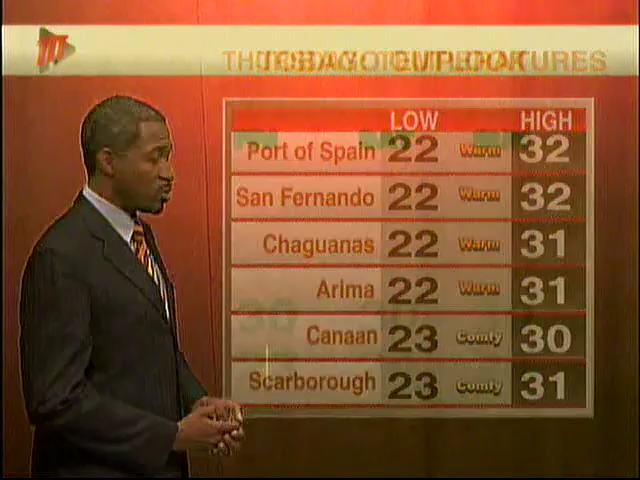 LOW HIGH
Port of Spain 22 Warm 32
San Fernando 22 Warm 32
Chaguanas 22 Warm 31
Arima 22 Warm 31
Canaan 23 Comfy 30
Scarborough 23 Comfy 31